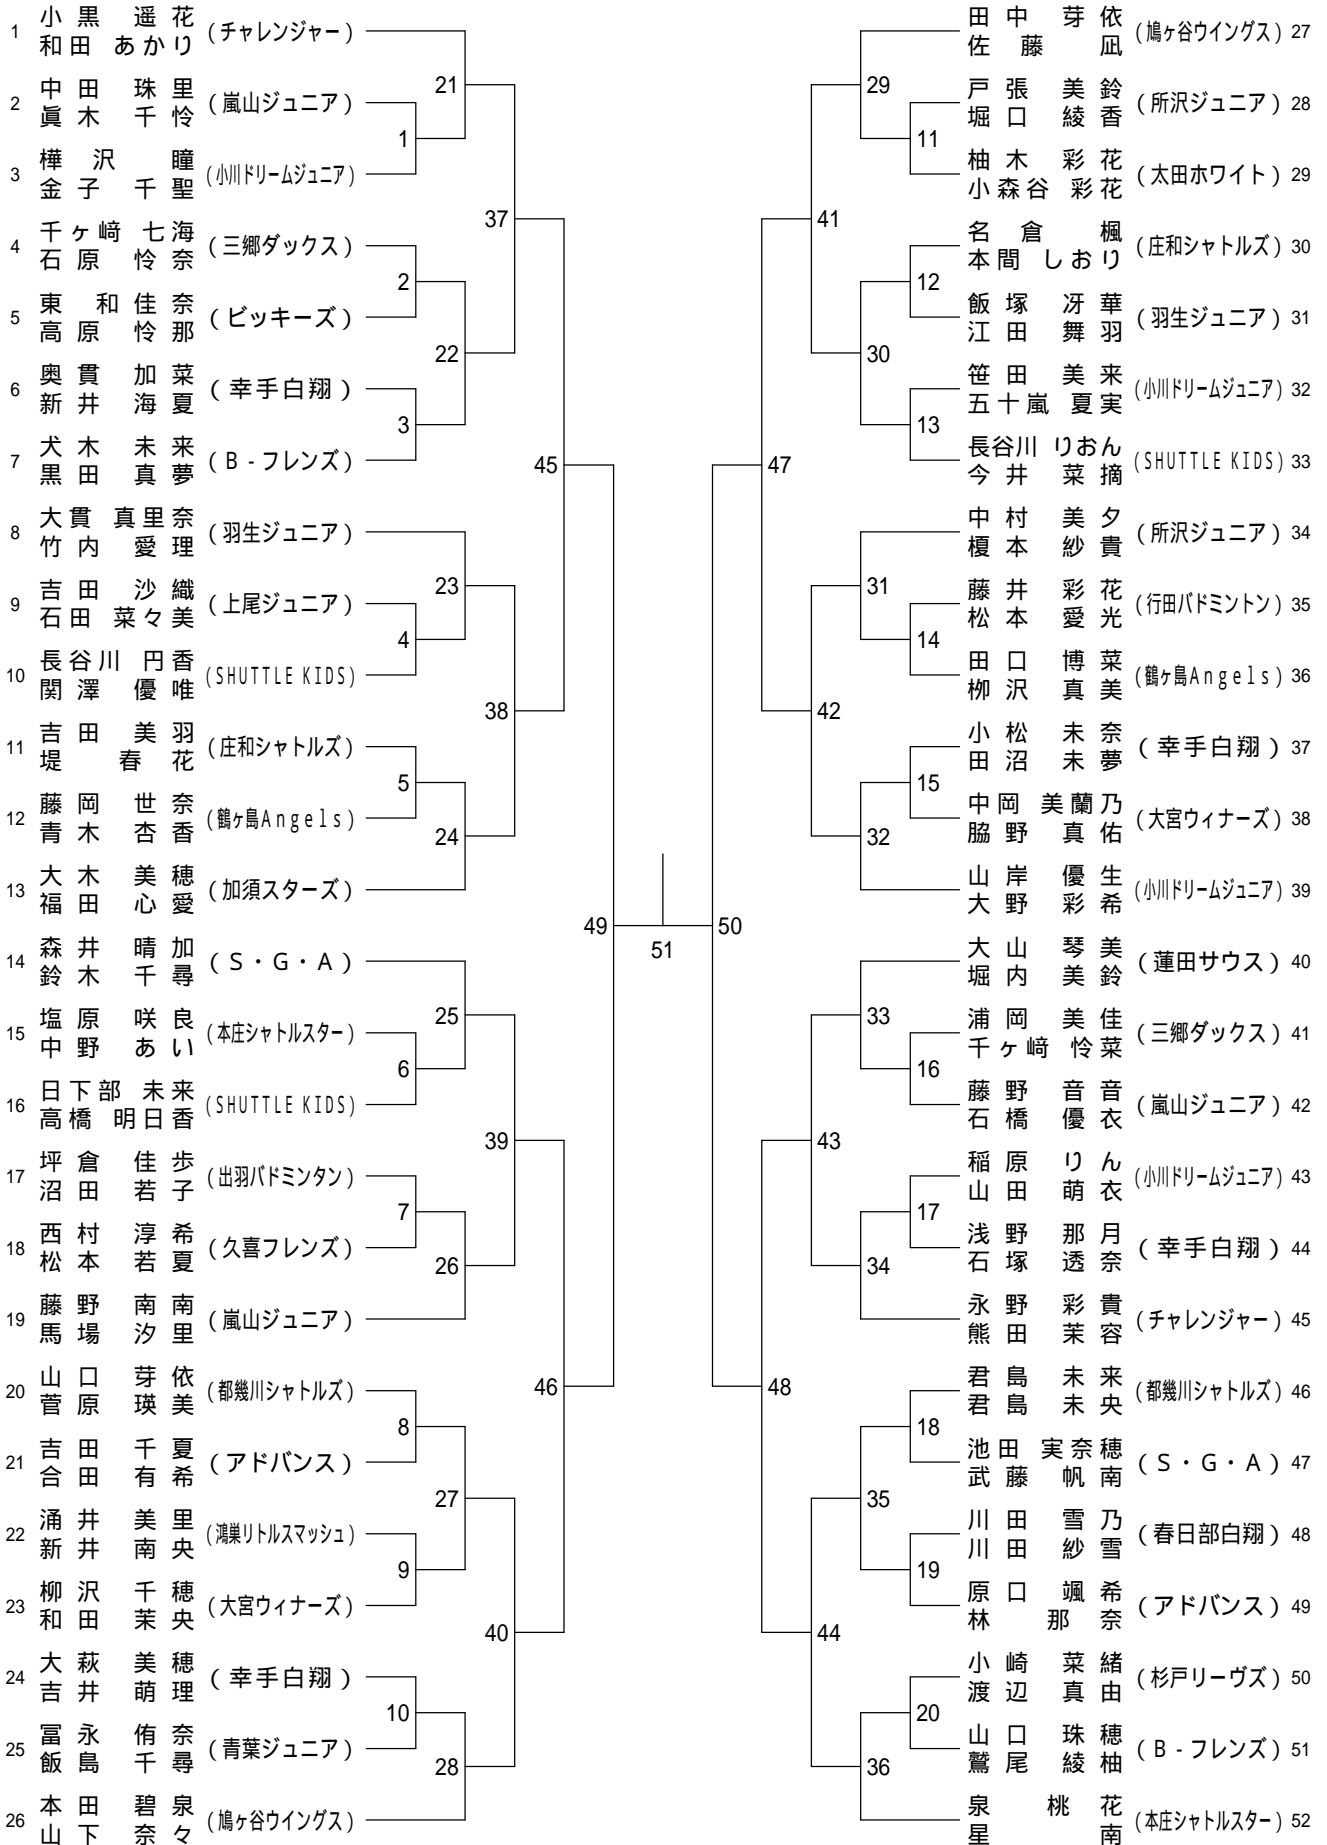 1 小黒 遥花 (チャレンジャー)
和田 あかり
2 中田 珠里 (嵐山ジュニア)
眞木 千怜
3 樺沢 瞳 (小川ドリームジュニア)
金子 千聖
4 千ヶ﨑 七海 (三郷ダックス)
石原 怜奈
5 東 和佳奈 (ビッキーズ)
高原 怜那
6 奥貫 加菜 (幸手白翔)
新井 海夏
7 犬木 未来 (B-フレンズ)
黒田 真夢
8 大貫 真里奈 (羽生ジュニア)
竹内 愛理
9 吉田 沙織 (上尾ジュニア)
石田 菜々美
10 長谷川 円香 (SHUTTLE KIDS)
関澤 優唯
11 吉田 美羽 (庄和シャトルズ)
堤 春花
12 藤岡 世奈 (鶴ヶ島Angels)
青木 杏香
13 大木 美穂 (加須スターズ)
福田 心愛
14 森井 晴加 (S・G・A)
鈴木 千尋
15 塩原 咲良 (本庄シャトルスター)
中野 あい
16 日下部 未来 (SHUTTLE KIDS)
高橋 明日香
17 坪倉 佳歩 (出羽バドミンタン)
沼田 若子
18 西村 淳希 (久喜フレンズ)
松本 若夏
19 藤野 南南 (嵐山ジュニア)
馬場 汐里
20 山口 芽依 (都幾川シャトルズ)
菅原 瑛美
21 吉田 千夏 (アドバンス)
合田 有希
22 涌井 美里 (鴻巣リトルスマッシュ)
新井 南央
23 柳沢 千穂 (大宮ウィナーズ)
和田 茉央
24 大萩 美穂 (幸手白翔)
吉井 萌理
25 冨永 侑奈 (青葉ジュニア)
飯島 千尋
26 本田 碧泉 (鳩ヶ谷ウイングス)
山下 奈々
1
2
3
4
5
6
7
8
9
10
21
22
23
24
25
26
27
28
37
38
39
40
45
46
49
51
50
47
48
41
42
43
44
29
30
31
32
33
34
35
36
11
12
13
14
15
16
17
18
19
20
田中 芽依 (鳩ヶ谷ウイングス) 27
佐藤 凪
戸張 美鈴 (所沢ジュニア) 28
堀口 綾香
柚木 彩花 (太田ホワイト) 29
小森谷 彩花
名倉 楓 (庄和シャトルズ) 30
本間 しおり
飯塚 冴華 (羽生ジュニア) 31
江田 舞羽
笹田 美来 (小川ドリームジュニア) 32
五十嵐 夏実
長谷川 りおん (SHUTTLE KIDS) 33
今井 菜摘
中村 美夕 (所沢ジュニア) 34
榎本 紗貴
藤井 彩花 (行田バドミントン) 35
松本 愛光
田口 博菜 (鶴ヶ島Angels) 36
栁沢 真美
小松 未奈 (幸手白翔) 37
田沼 未夢
中岡 美蘭乃 (大宮ウィナーズ) 38
脇野 真佑
山岸 優生 (小川ドリームジュニア) 39
大野 彩希
大山 琴美 (蓮田サウス) 40
堀内 美鈴
浦岡 美佳 (三郷ダックス) 41
千ヶ﨑 怜菜
藤野 音音 (嵐山ジュニア) 42
石橋 優衣
稲原 りん (小川ドリームジュニア) 43
山田 萌衣
浅野 那月 (幸手白翔) 44
石塚 透奈
永野 彩貴 (チャレンジャー) 45
熊田 茉容
君島 未来 (都幾川シャトルズ) 46
君島 未央
池田 実奈穂 (S・G・A) 47
武藤 帆南
川田 雪乃 (春日部白翔) 48
川田 紗雪
原口 颯希 (アドバンス) 49
林 那奈
小崎 菜緒 (杉戸リーヴズ) 50
渡辺 真由
山口 珠穂 (B-フレンズ) 51
鷲尾 綾柚
泉 桃花 (本庄シャトルスター) 52
星 南